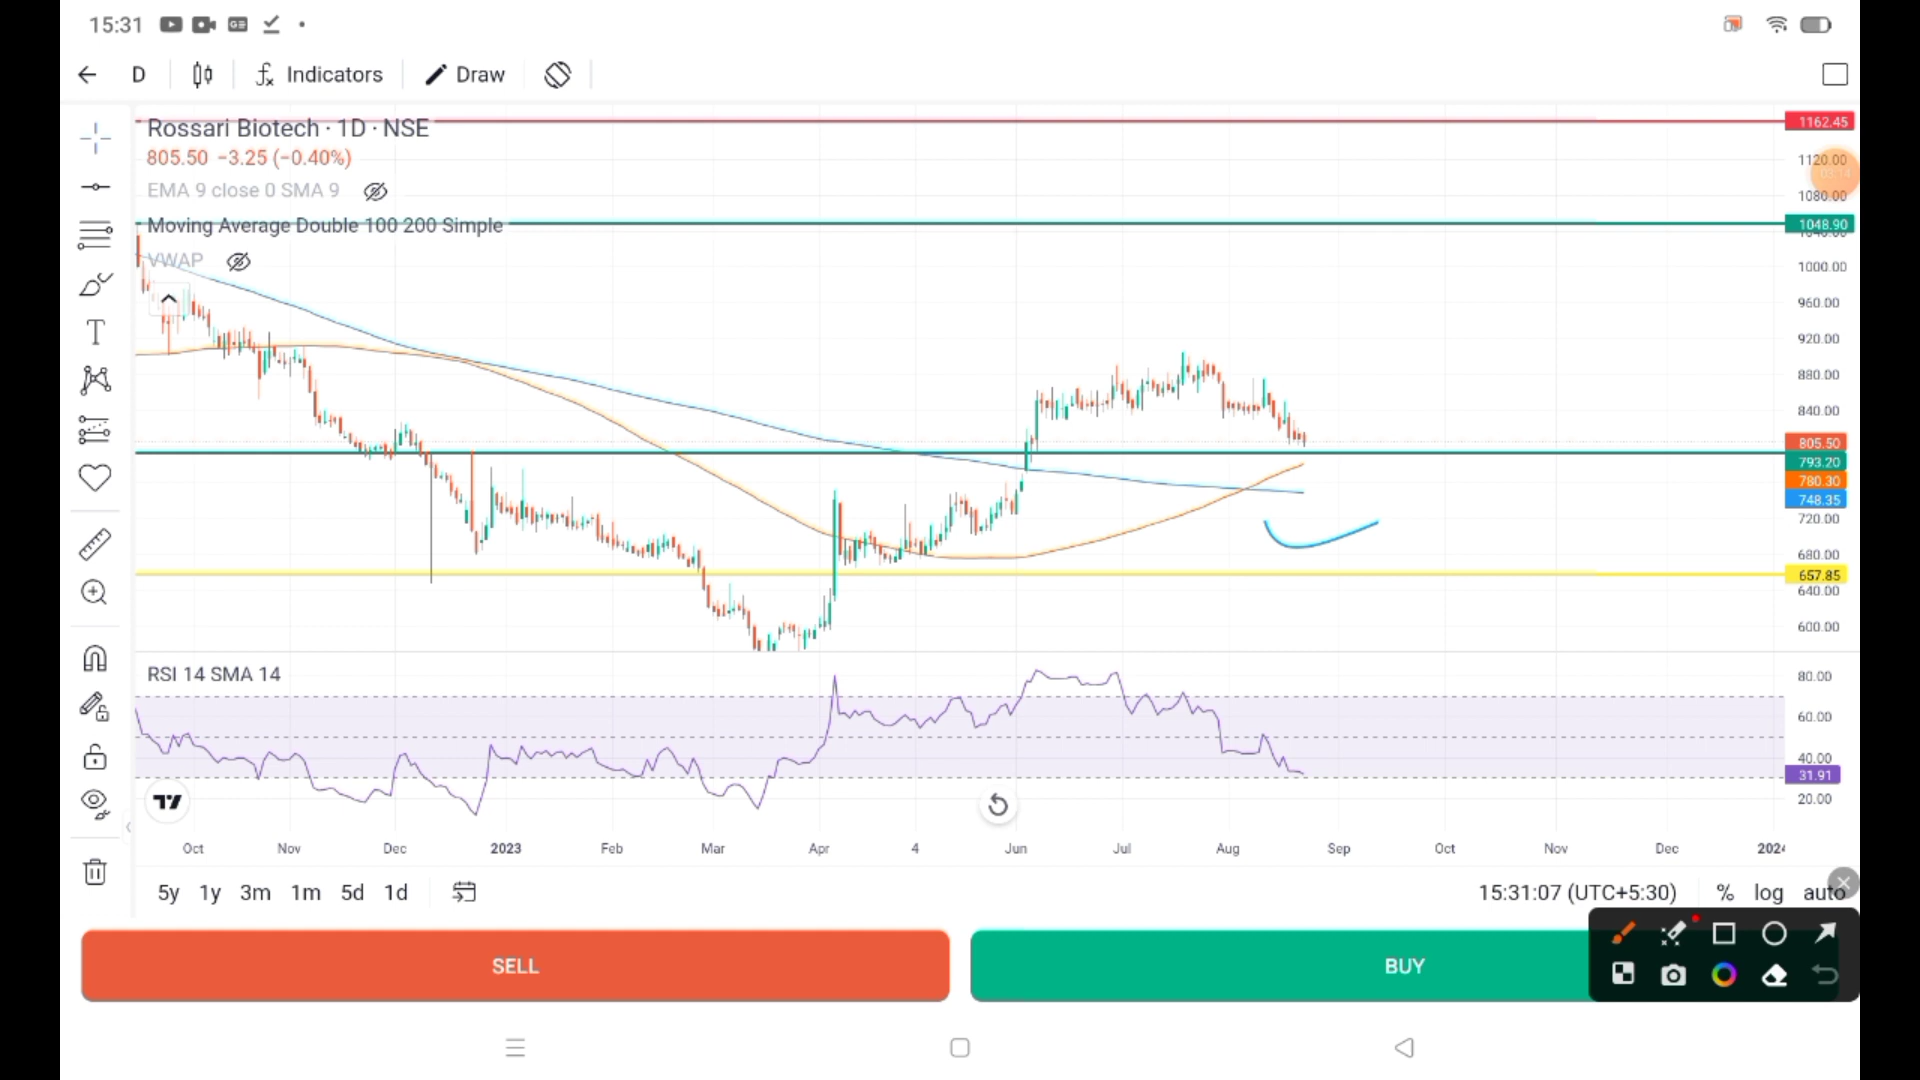 15:31
D
Indicators
Draw
Rossari Biotech · 1D · NSE
805.50 −3.25 (−0.40%)
EMA 9 close 0 SMA 9
Moving Average Double 100 200 Simple
VWAP
1162.45
1120.00
03:14
1080.00
1048.90
1000.00
960.00
920.00
880.00
840.00
805.50
793.20
780.30
748.35
720.00
680.00
657.85
640.00
600.00
RSI 14 SMA 14
80.00
60.00
40.00
31.91
20.00
Oct Nov Dec 2023 Feb Mar Apr 4 Jun Jul Aug Sep Oct Nov Dec 2024
5y 1y 3m 1m 5d 1d
15:31:07 (UTC+5:30) % log auto
SELL
BUY